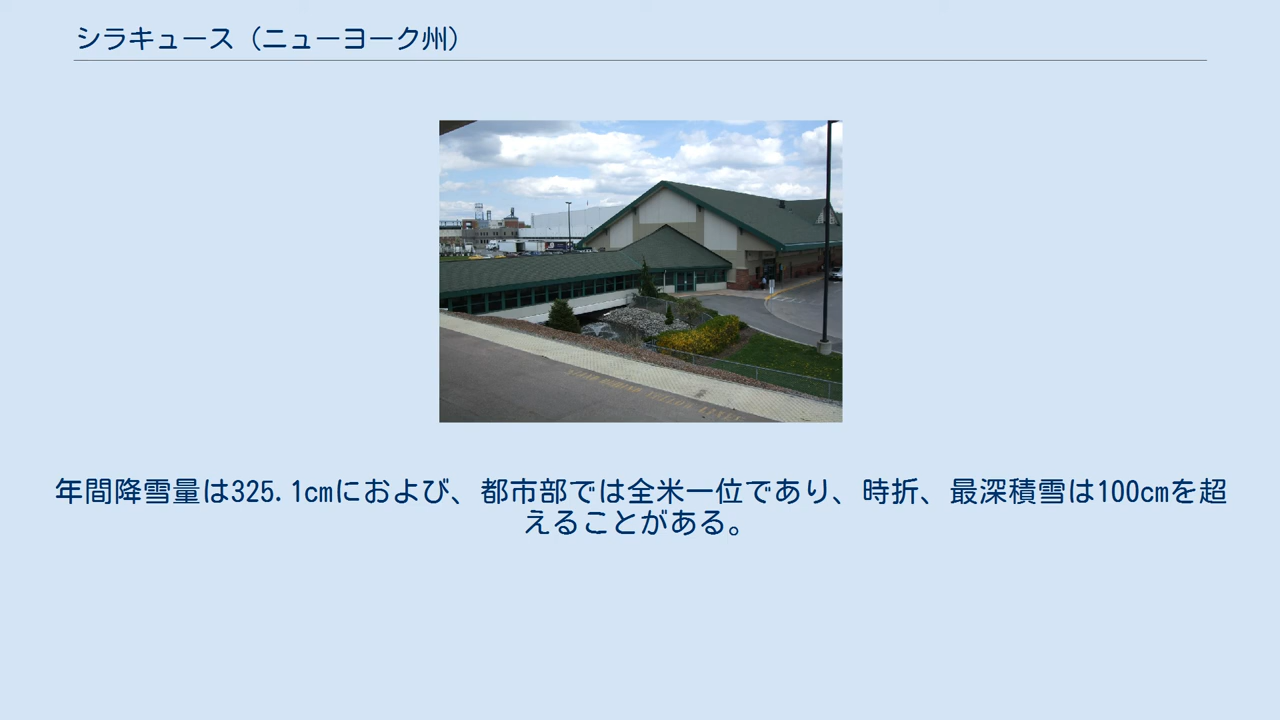 シラキュース（ニューヨーク州）
年間降雪量は325.1cmにおよび、都市部では全米一位であり、時折、最深積雪は100cmを超
えることがある。